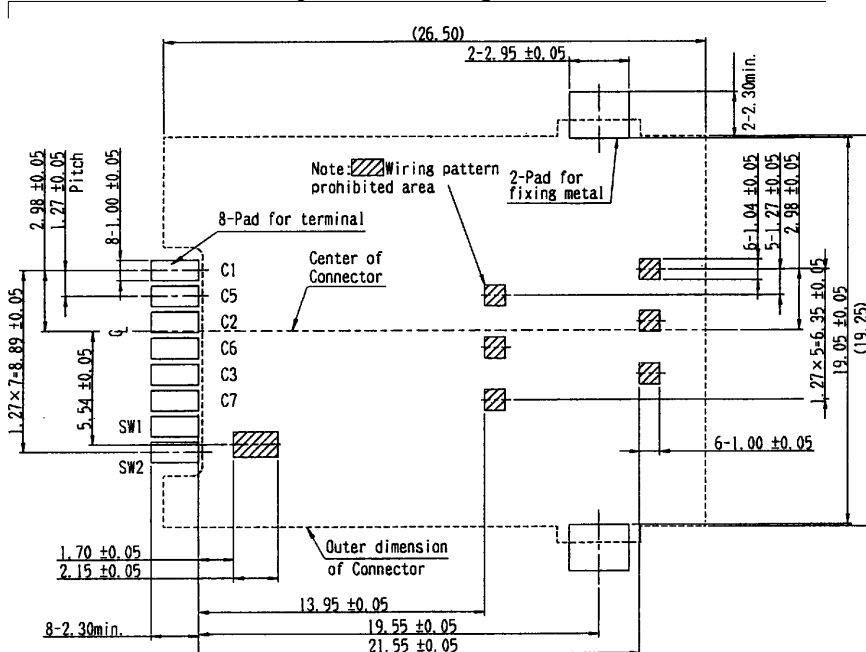 (26.50)
2-2.95 ±0.05
2-2.30min.
Note: Wiring pattern
prohibited area
2-Pad for
fixing metal
2.98 ±0.05
1.27 ±0.05
Pitch
8-1.00 ±0.05
8-Pad for terminal
Center of
Connector
6-1.04 ±0.05
5-1.27 ±0.05
2.98 ±0.05
C1
C5
C2
C6
C3
C7
SW1
SW2
1.27×7=8.89 ±0.05
5.54 ±0.05
1.27×5=6.35 ±0.05
19.05 ±0.05
(19.25)
6-1.00 ±0.05
1.70 ±0.05
2.15 ±0.05
Outer dimension
of Connector
13.95 ±0.05
8-2.30min.
19.55 ±0.05
21.55 ±0.05